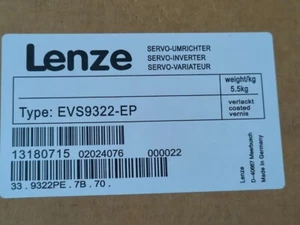 Lenze
SERVO-UMRICHTER
SERVO-INVERTER
SERVO-VARIATEUR
weight/kg
5.5kg
Type: EVS9322-EP
verlackt
coated
vernis
13180715 02024076 000022
33.9322PE.7B.70.
Lenze
D-40667 Meerbusch
Made in Germany